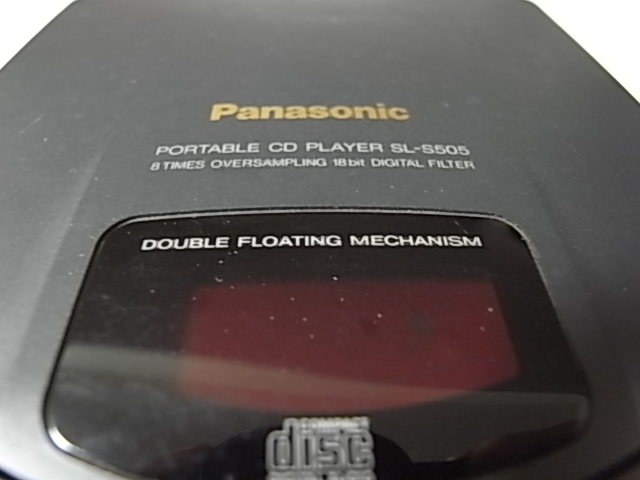 Panasonic
PORTABLE CD PLAYER SL-S505
8 TIMES OVERSAMPLING 18bit DIGITAL FILTER
DOUBLE FLOATING MECHANISM
COMPACT
disc